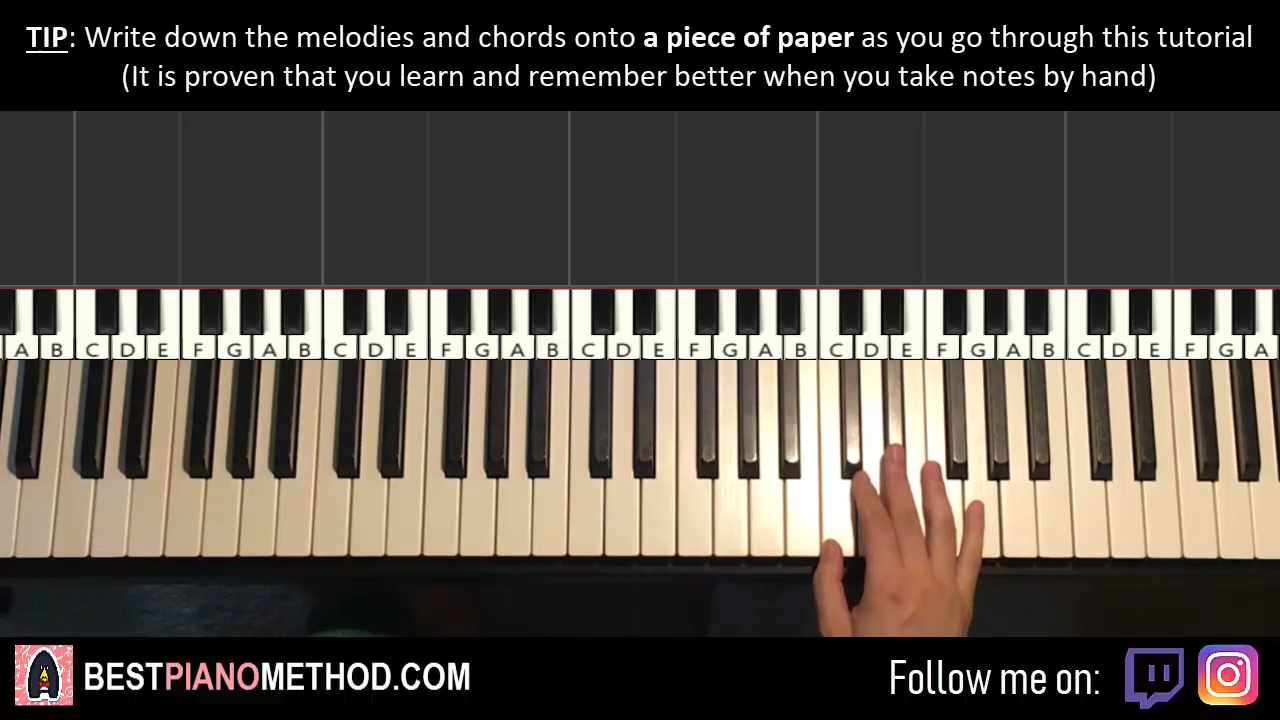 TIP: Write down the melodies and chords onto a piece of paper as you go through this tutorial
(It is proven that you learn and remember better when you take notes by hand)
A B C D E F G A B C D E F G A B C D E F G A B C D E F G A B C D E F G A
BESTPIANOMETHOD.COM
Follow me on: